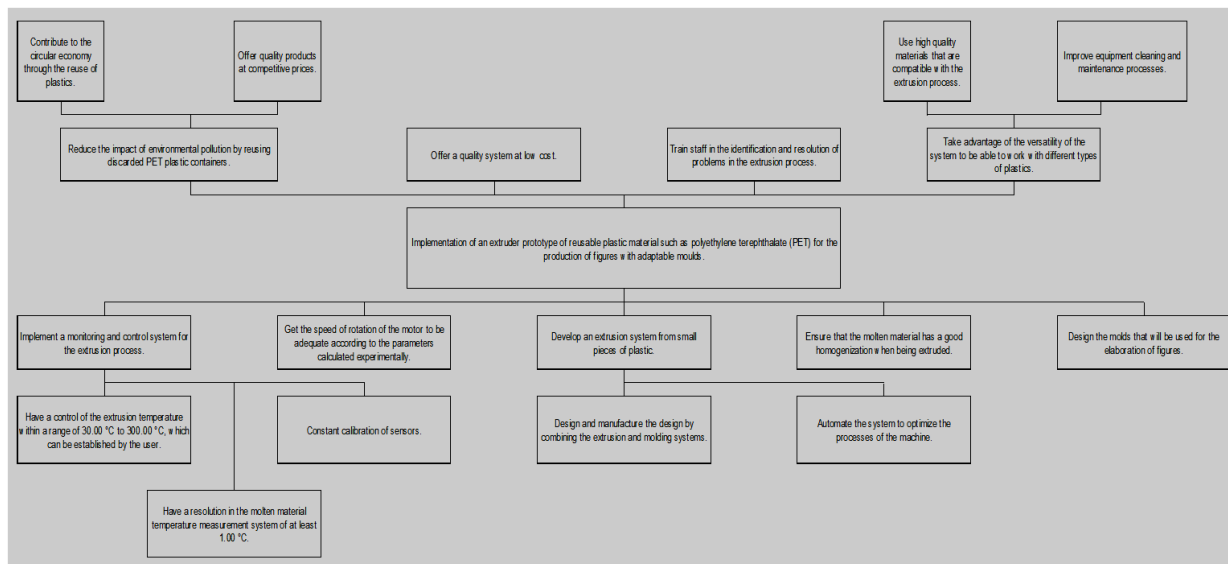 Contribute to the
circular economy
through the reuse of
plastics.
Offer quality products
at competitive prices.
Use high quality
materials that are
compatible with the
extrusion process.
Improve equipment cleaning and
maintenance processes.
Reduce the impact of environmental pollution by reusing
discarded PET plastic containers.
Offer a quality system at low cost.
Train staff in the identification and resolution
of problems in the extrusion process.
Take advantage of the versatility of the
system to be able to work with different types
of plastics.
Implementation of an extruder prototype of reusable plastic material such as polyethylene terephthalate (PET) for the
production of figures with adaptable moulds.
Implement a monitoring and control system for
the extrusion process.
Get the speed of rotation of the motor to be
adequate according to the parameters
calculated experimentally.
Develop an extrusion system from small
pieces of plastic.
Ensure that the molten material has a good
homogenization when being extruded.
Design the molds that will be used for the
elaboration of figures.
Have a control of the extrusion temperature
within a range of 30.00 °C to 300.00 °C, which
can be established by the user.
Constant calibration of sensors.
Design and manufacture the design by
combining the extrusion and molding systems.
Automate the system to optimize the
processes of the machine.
Have a resolution in the molten material
temperature measurement system of at least
1.00 °C.